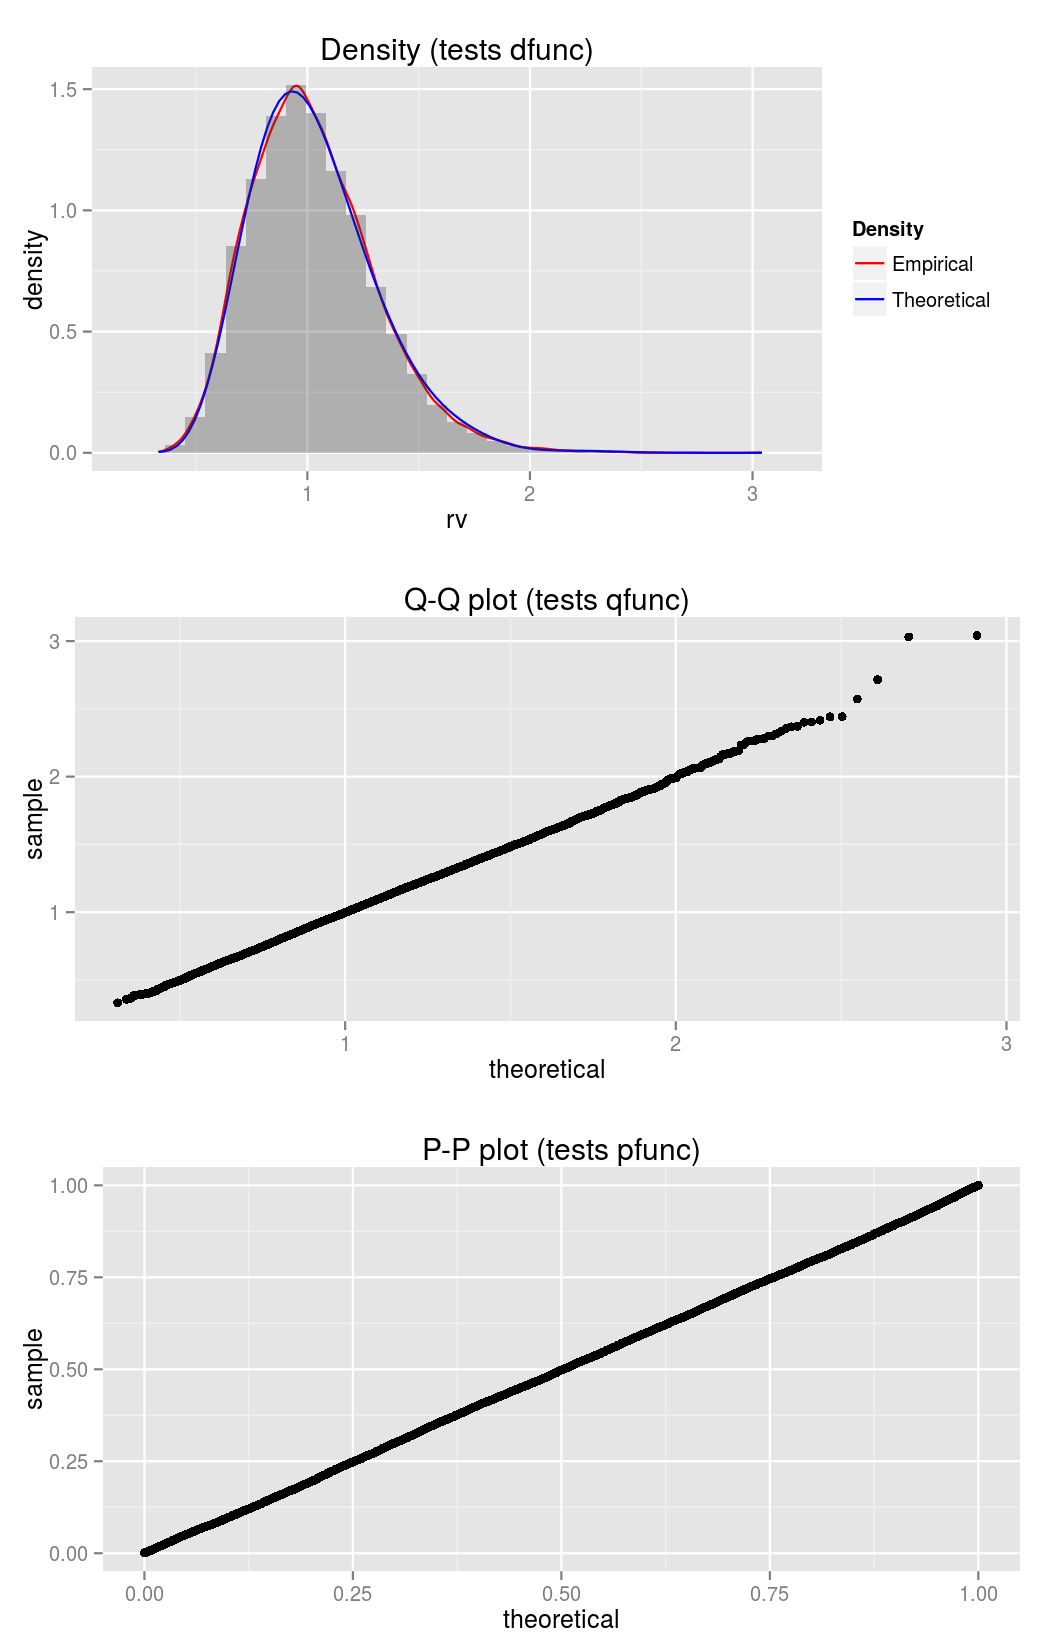 Density (tests dfunc)
1.5
1.0
0.5
0.0
density
1 2 3
rv
Density
Empirical
Theoretical
Q-Q plot (tests qfunc)
3
2
1
sample
1 2 3
theoretical
P-P plot (tests pfunc)
1.00
0.75
0.50
0.25
0.00
sample
0.00 0.25 0.50 0.75 1.00
theoretical